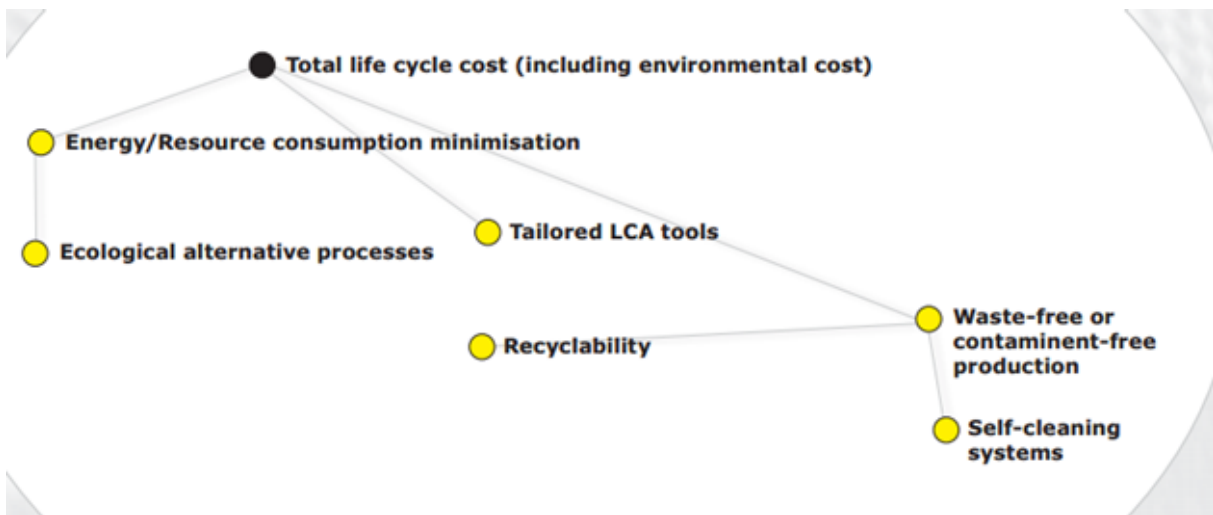 Total life cycle cost (including environmental cost)
Energy/Resource consumption minimisation
Tailored LCA tools
Ecological alternative processes
Waste-free or
contaminent-free
production
Recyclability
Self-cleaning
systems